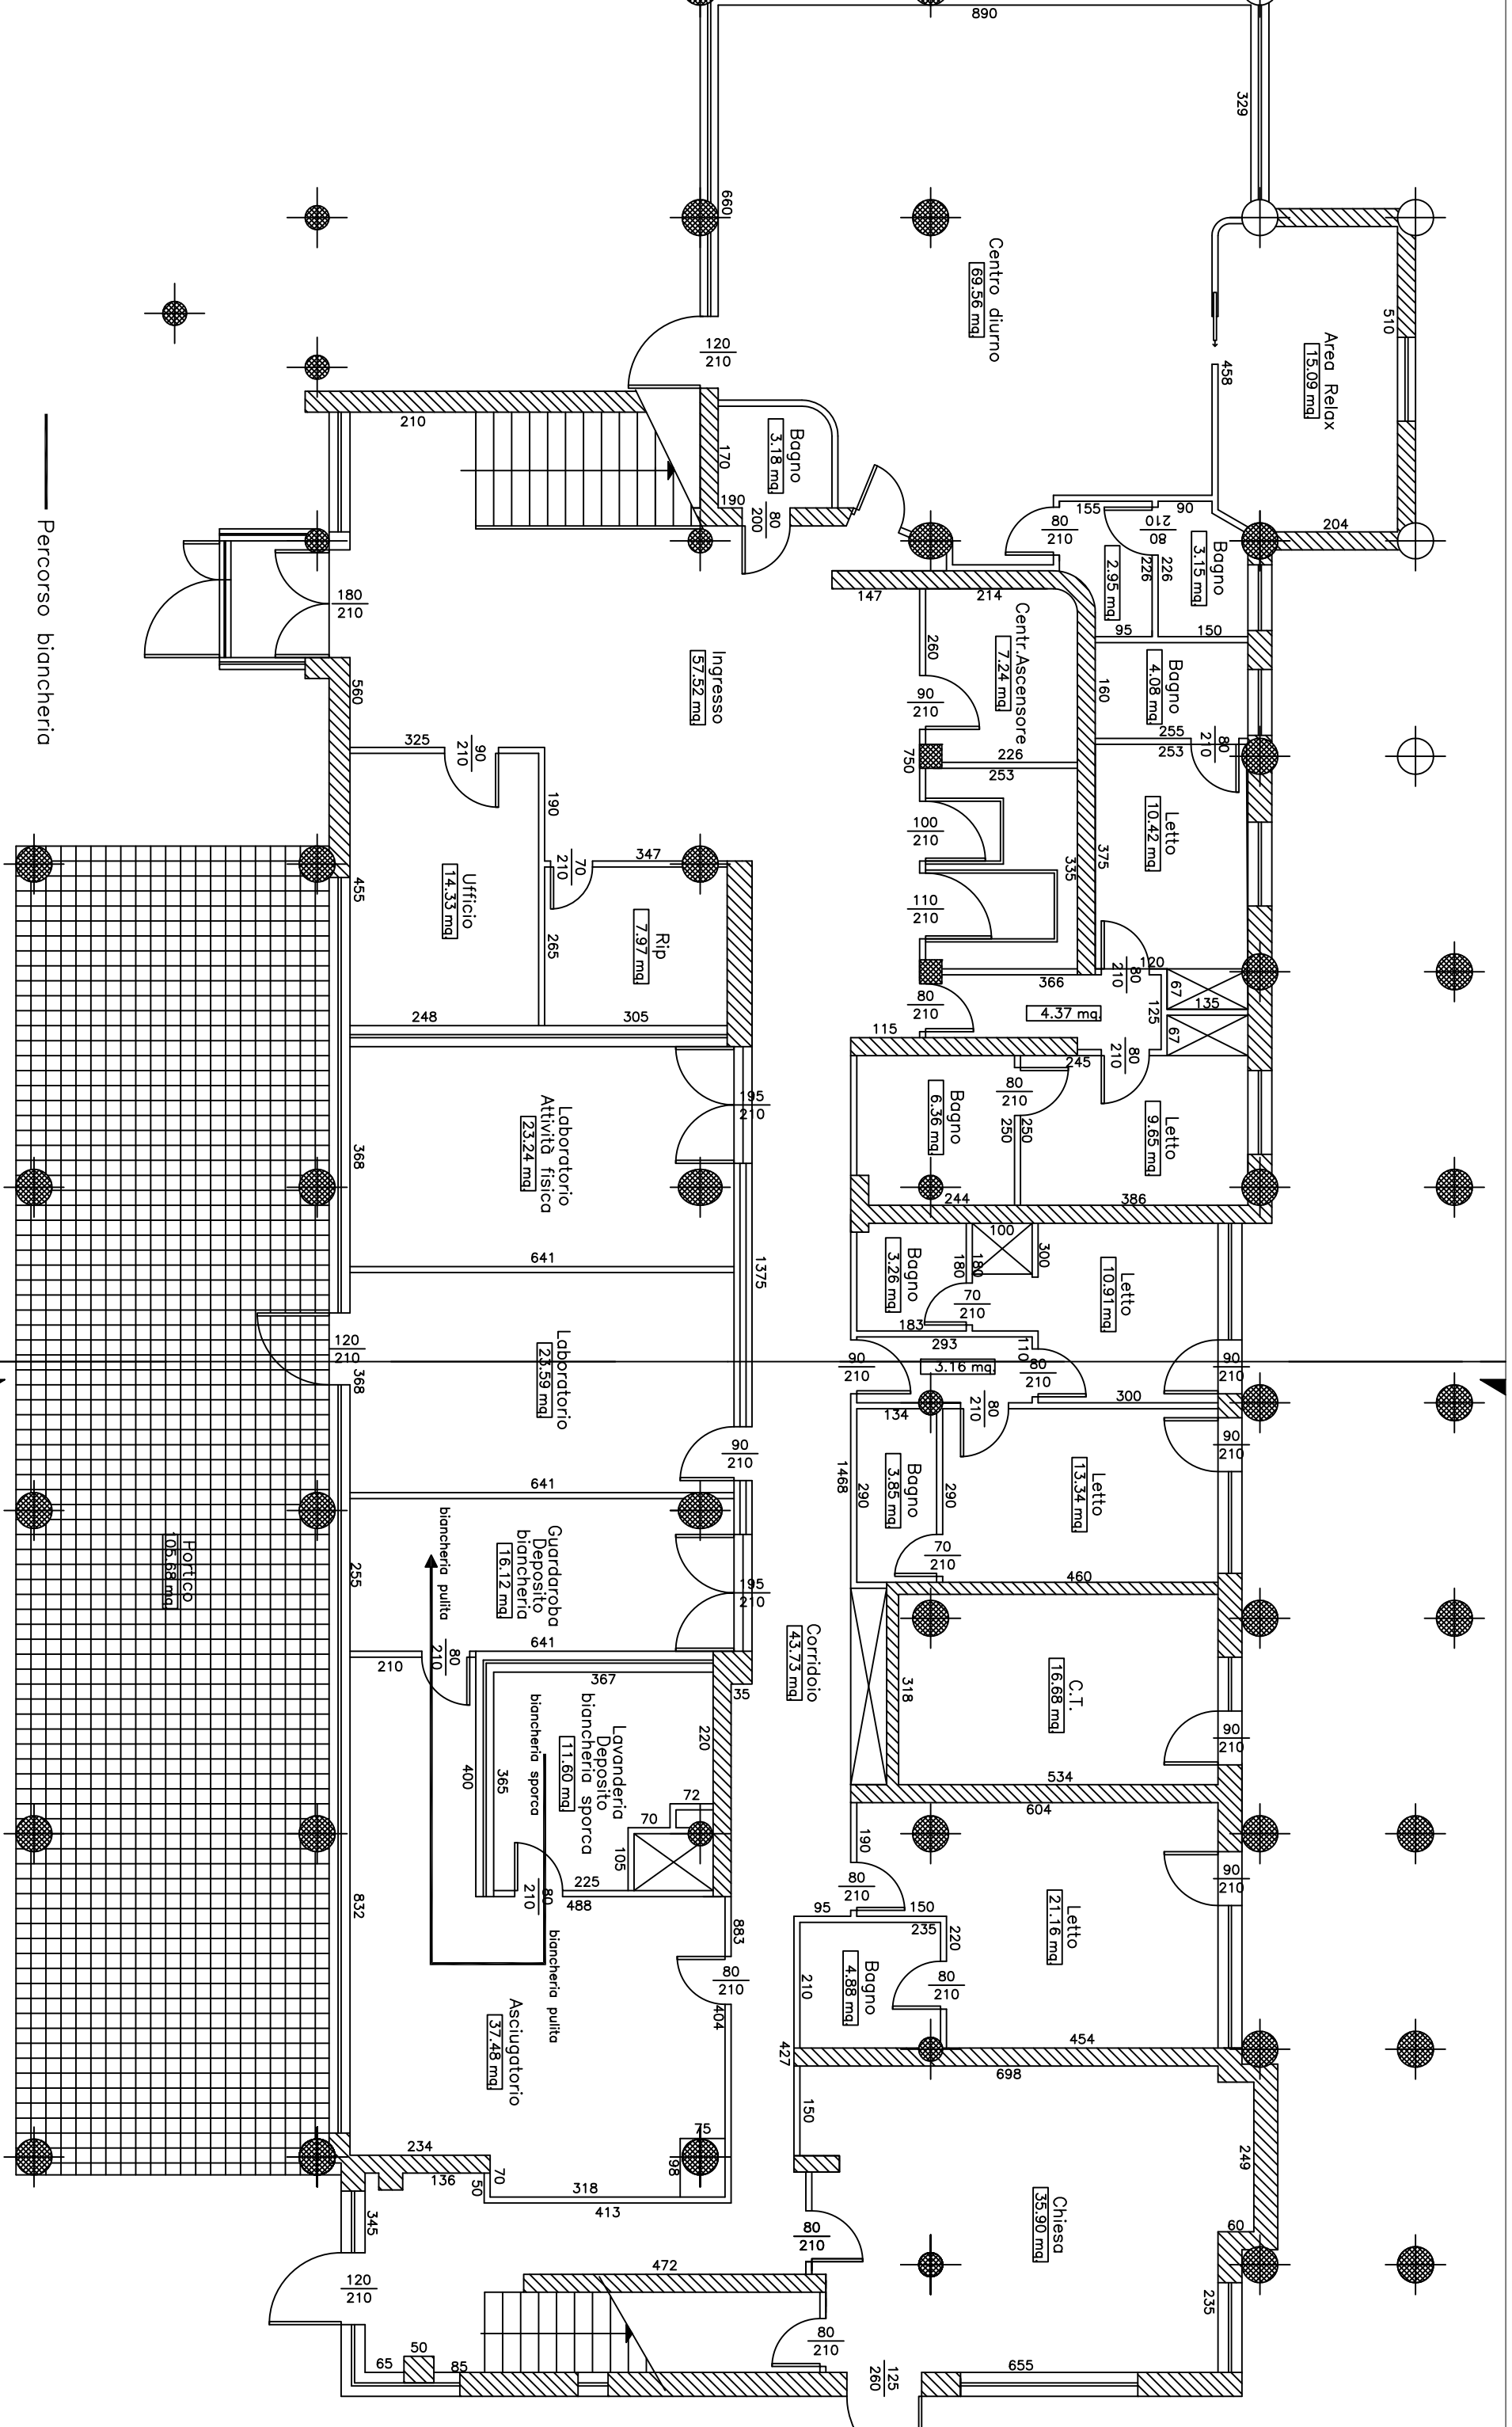 890
329
660
Centro diurno
69.56 mq.
Area Relax
15.09 mq.
510
458
204
120
210
210
Bagno
3.18 mq.
170
190
80
200
155
90
80
210
80
210
Bagno
3.15 mq.
2.95 mq.
226
226
95
150
147
214
180
210
560
Ingresso
57.52 mq.
Centr.Ascensore
7.24 mq.
260
90
210
160
Bagno
4.08 mq.
255
253
80
210
226
253
750
325
90
210
190
100
210
335
375
Letto
10.42 mq.
110
210
347
70
210
455
Ufficio
14.33 mq.
265
Rip
7.97 mq.
248
305
366
80
210
4.37 mq.
120
80
210
67
135
125
67
80
210
115
245
80
210
Bagno
6.36 mq.
250
250
Letto
9.65 mq.
244
386
195
210
Laboratorio
Attività fisica
23.24 mq.
368
641
1375
Bagno
3.26 mq.
180
180
100
300
Letto
10.91 mq.
70
210
183
293
110
3.16 mq.
90
210
80
210
90
210
120
210
368
Laboratorio
23.59 mq.
90
210
641
134
80
210
300
90
210
1468
290
Bagno
3.85 mq.
290
Letto
13.34 mq.
70
210
460
Portico
105.68 mq.
255
biancheria pulita
Guardaroba
Deposito
biancheria
16.12 mq.
195
210
641
210
80
210
367
35
Corridoio
43.73 mq.
318
C.T.
16.68 mq.
90
210
534
604
biancheria sporca
Lavanderia
Deposito
biancheria sporca
11.60 mq.
220
400
365
72
70
105
225
488
80
210
190
80
210
95
150
235
220
90
210
Letto
21.16 mq.
832
883
80
210
404
biancheria pulita
Asciugatorio
37.48 mq.
210
Bagno
4.88 mq.
80
210
427
454
698
150
75
98
234
136
70
50
318
413
249
Chiesa
35.90 mq.
60
345
80
210
472
120
210
235
80
210
65
50
85
125
260
655
Percorso biancheria